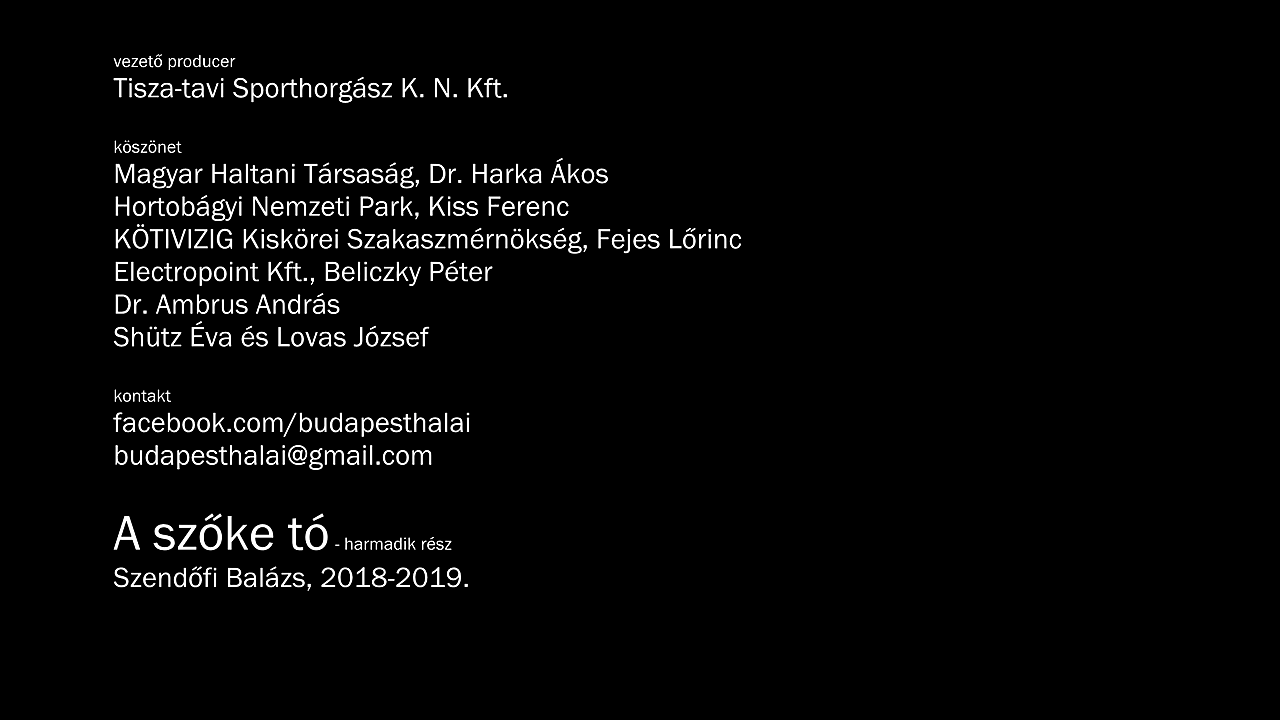 vezető producer
Tisza-tavi Sporthorgász K. N. Kft.
köszönet
Magyar Haltani Társaság, Dr. Harka Ákos
Hortobágyi Nemzeti Park, Kiss Ferenc
KÖTIVIZIG Kiskörei Szakaszmérnökség, Fejes Lőrinc
Electropoint Kft., Beliczky Péter
Dr. Ambrus András
Shütz Éva és Lovas József
kontakt
facebook.com/budapesthalai
budapesthalai@gmail.com
A szőke tó - harmadik rész
Szendőfi Balázs, 2018-2019.